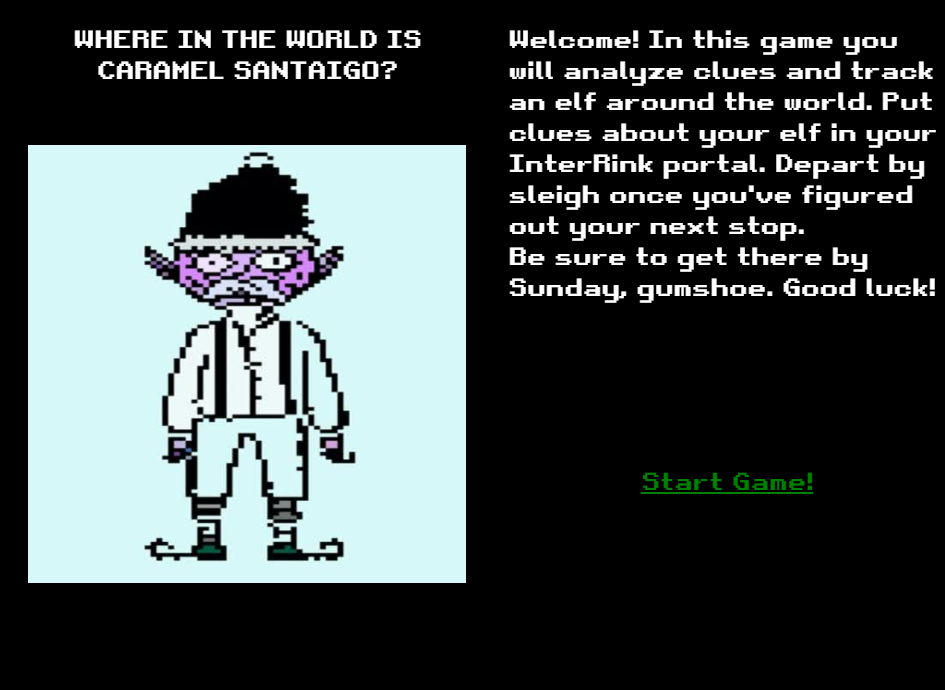 WHERE IN THE WORLD IS
CARAMEL SANTAIGO?
Welcome! In this game you
will analyze clues and track
an elf around the world. Put
clues about your elf in your
InterRink portal. Depart by
sleigh once you've figured
out your next stop.
Be sure to get there by
Sunday, gumshoe. Good luck!
Start Game!